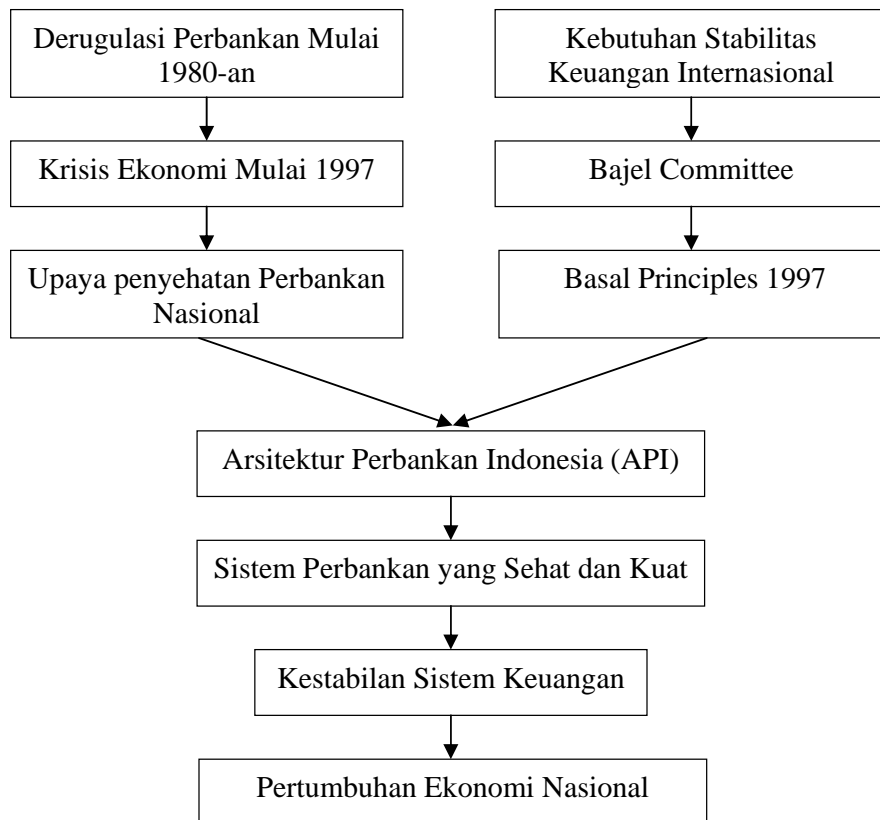 Derugulasi Perbankan Mulai
1980-an
Kebutuhan Stabilitas
Keuangan Internasional
Krisis Ekonomi Mulai 1997
Bajel Committee
Upaya penyehatan Perbankan
Nasional
Basal Principles 1997
Arsitektur Perbankan Indonesia (API)
Sistem Perbankan yang Sehat dan Kuat
Kestabilan Sistem Keuangan
Pertumbuhan Ekonomi Nasional